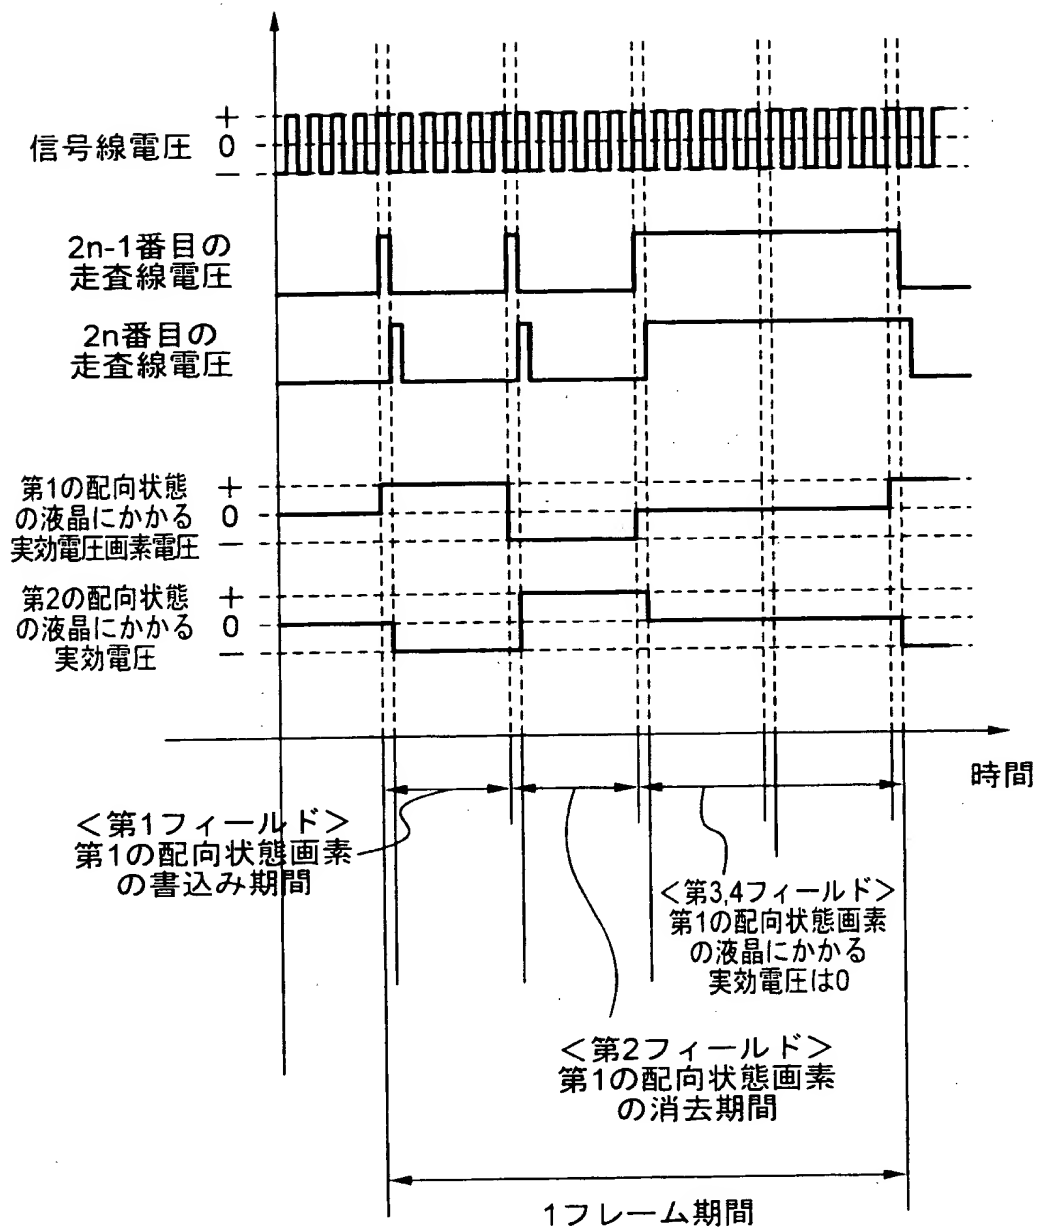 信号線電圧
+
0
−
2n-1番目の
走査線電圧
2n番目の
走査線電圧
第1の配向状態
の液晶にかかる
実効電圧画素電圧
+
0
−
第2の配向状態
の液晶にかかる
実効電圧
+
0
−
時間
＜第1フィールド＞
第1の配向状態画素
の書込み期間
＜第3,4フィールド＞
第1の配向状態画素
の液晶にかかる
実効電圧は0
＜第2フィールド＞
第1の配向状態画素
の消去期間
1フレーム期間